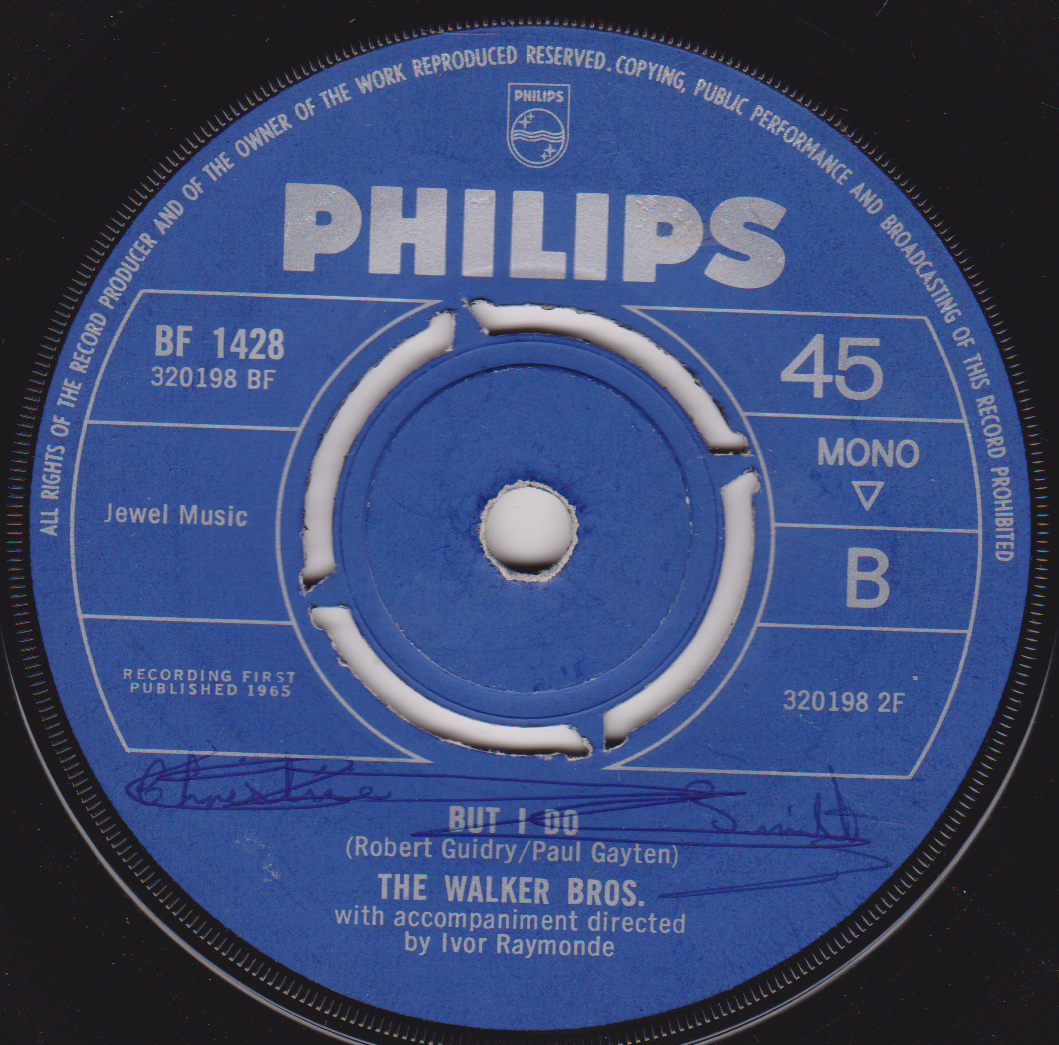 ALL RIGHTS OF THE RECORD PRODUCER AND OF THE OWNER OF THE WORK REPRODUCED RESERVED. COPYING, PUBLIC PERFORMANCE AND BROADCASTING OF THIS RECORD PROHIBITED
PHILIPS
PHILIPS
BF 1428
320198 BF
45
MONO
Jewel Music
B
RECORDING FIRST
PUBLISHED 1965
320198 2F
Christine Smith
BUT I DO
(Robert Guidry/Paul Gayten)
THE WALKER BROS.
with accompaniment directed
by Ivor Raymonde